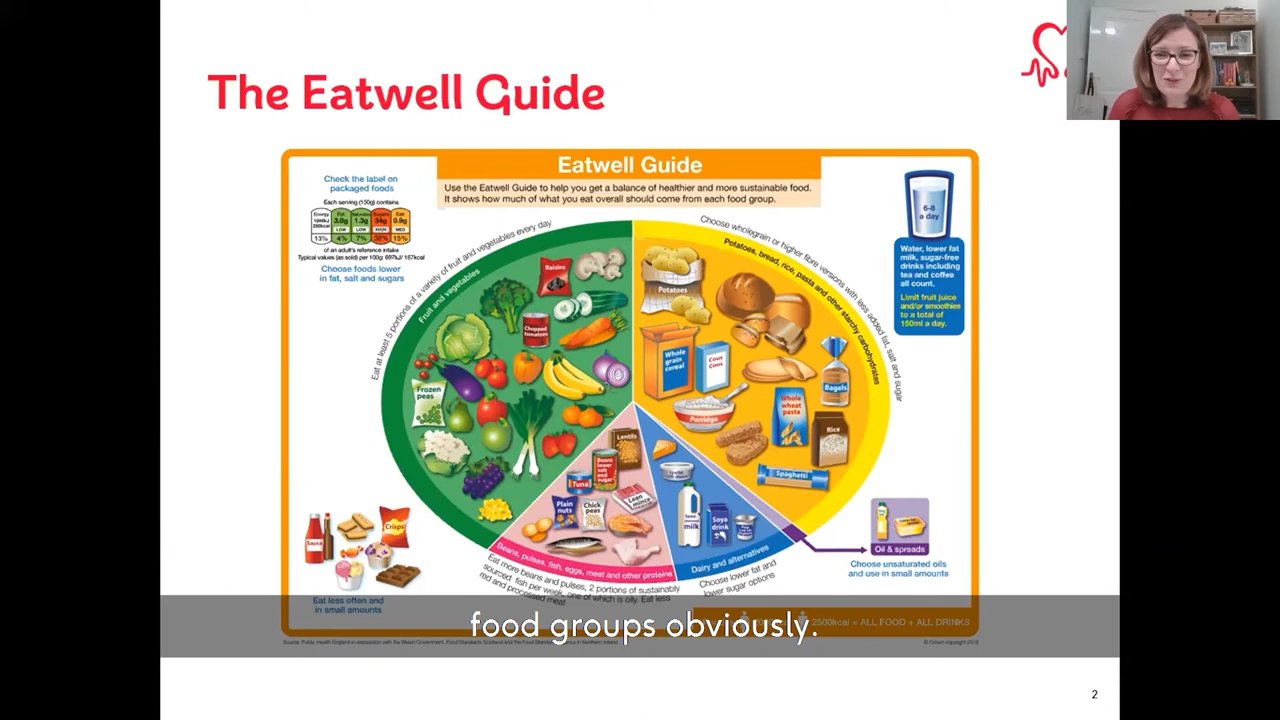 The Eatwell Guide
Eatwell Guide
Use the Eatwell Guide to help you get a balance of healthier and more sustainable food.
It shows how much of what you eat overall should come from each food group.
Check the label on
packaged foods
Each serving (150g) contains
Energy
1046kJ
250kcal
Fat
3.0g
LOW
Saturates
1.3g
LOW
Sugars
34g
HIGH
Salt
0.9g
MED
13%
4%
7%
38%
15%
of an adult's reference intake
Typical values (as sold) per 100g: 697kJ/ 167kcal
Choose foods lower
in fat, salt and sugars
6-8
a day
Water, lower fat
milk, sugar-free
drinks including
tea and coffee
all count.
Limit fruit juice
and/or smoothies
to a total of
150ml a day.
Eat at least 5 portions of a variety of fruit and vegetables every day
Fruit and vegetables
Raisins
Chopped
tomatoes
Frozen
peas
Choose wholegrain or higher fibre versions with less added fat, salt and sugar
Potatoes, bread, rice, pasta and other starchy carbohydrates
Potatoes
Whole
grain
cereal
Cous
Cous
Bagels
Porridge
Whole
wheat
pasta
Rice
Spaghetti
Lentils
Beans
lower
salt
and
sugar
Tuna
Plain
nuts
Chick
peas
Lean
mince
Beans, pulses, fish, eggs, meat and other proteins
Eat more beans and pulses, 2 portions of sustainably
sourced fish per week, one of which is oily. Eat less
red and processed meat
milk
Soya
drink
Dairy and alternatives
Choose lower fat and
lower sugar options
Sauce
Crisps
Eat less often and
in small amounts
Oil & spreads
Choose unsaturated oils
and use in small amounts
2500kcal = ALL FOOD + ALL DRINKS
food groups obviously.
Source: Public Health England in association with the Welsh Government, Food Standards Scotland and the Food Standards Agency in Northern Ireland
© Crown copyright 2016
2